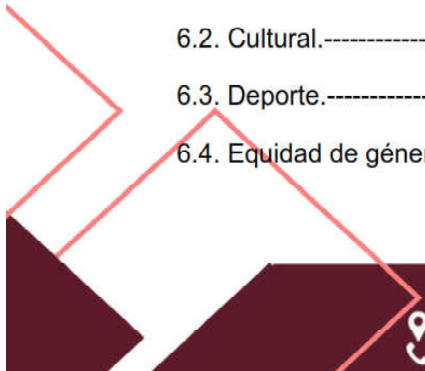 6.2. Cultural.------------
6.3. Deporte.------------
6.4. Equidad de géner